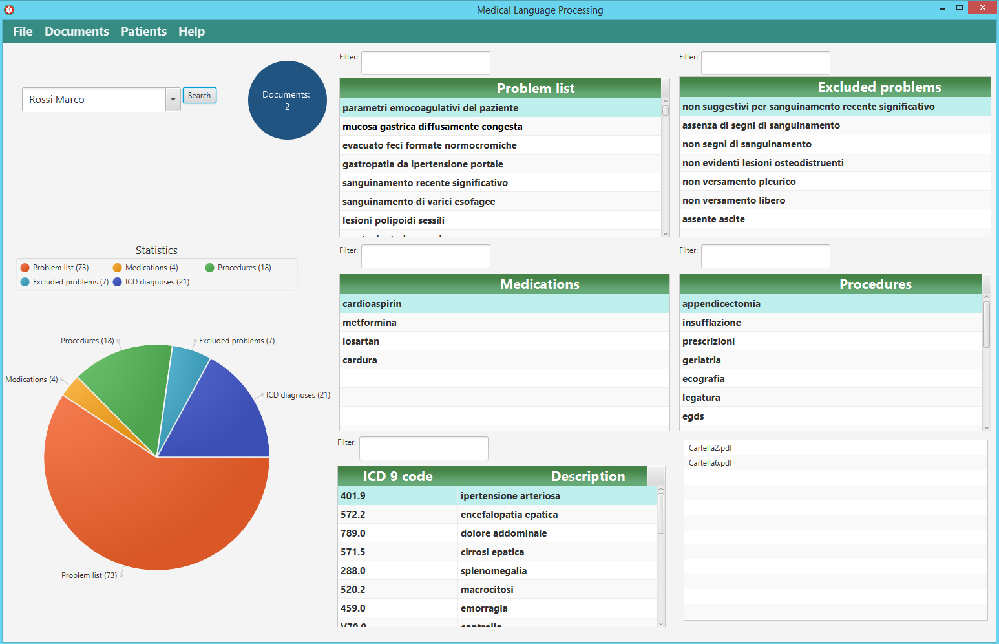 Medical Language Processing
File Documents Patients Help
Rossi Marco
Search
Documents:
2
Statistics
Problem list (73)
Medications (4)
Procedures (18)
Excluded problems (7)
ICD diagnoses (21)
Procedures (18)
Excluded problems (7)
Medications (4)
ICD diagnoses (21)
Problem list (73)
Filter:
Problem list
parametri emocoagulativi del paziente
mucosa gastrica diffusamente congesta
evacuato feci formate normocromiche
gastropatia da ipertensione portale
sanguinamento recente significativo
sanguinamento di varici esofagee
lesioni polipoidi sessili
Filter:
Excluded problems
non suggestivi per sanguinamento recente significativo
assenza di segni di sanguinamento
non segni di sanguinamento
non evidenti lesioni osteodistruenti
non versamento pleurico
non versamento libero
assente ascite
Filter:
Medications
cardioaspirin
metformina
losartan
cardura
Filter:
Procedures
appendicectomia
insufflazione
prescrizioni
geriatria
ecografia
legatura
egds
Filter:
ICD 9 code Description
401.9 ipertensione arteriosa
572.2 encefalopatia epatica
789.0 dolore addominale
571.5 cirrosi epatica
288.0 splenomegalia
520.2 macrocitosi
459.0 emorragia
V70.0 controllo
Cartella2.pdf
Cartella6.pdf